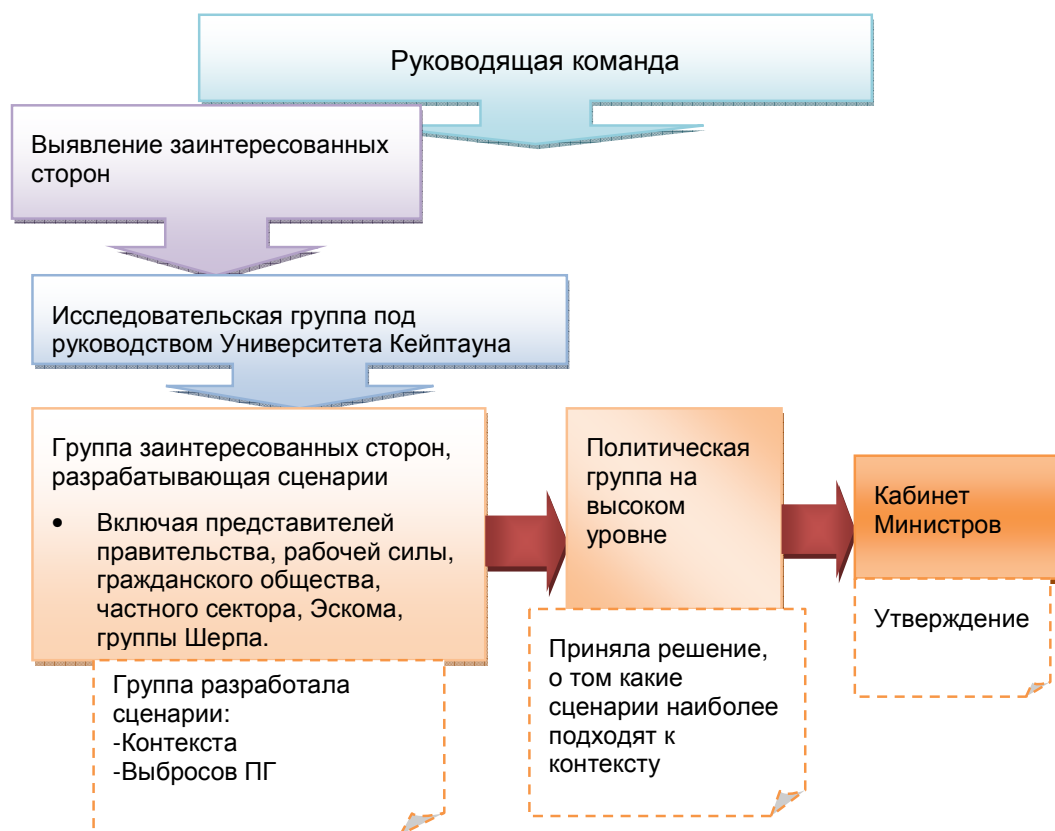 Руководящая команда
Выявление заинтересованных
сторон
Исследовательская группа под
руководством Университета Кейптауна
Группа заинтересованных сторон,
разрабатывающая сценарии
• Включая представителей
правительства, рабочей силы,
гражданского общества,
частного сектора, Эскома,
группы Шерпа.
Группа разработала
сценарии:
-Контекста
-Выбросов ПГ
Политическая
группа на
высоком
уровне
Приняла решение,
о том какие
сценарии наиболее
подходят к
контексту
Кабинет
Министров
Утверждение